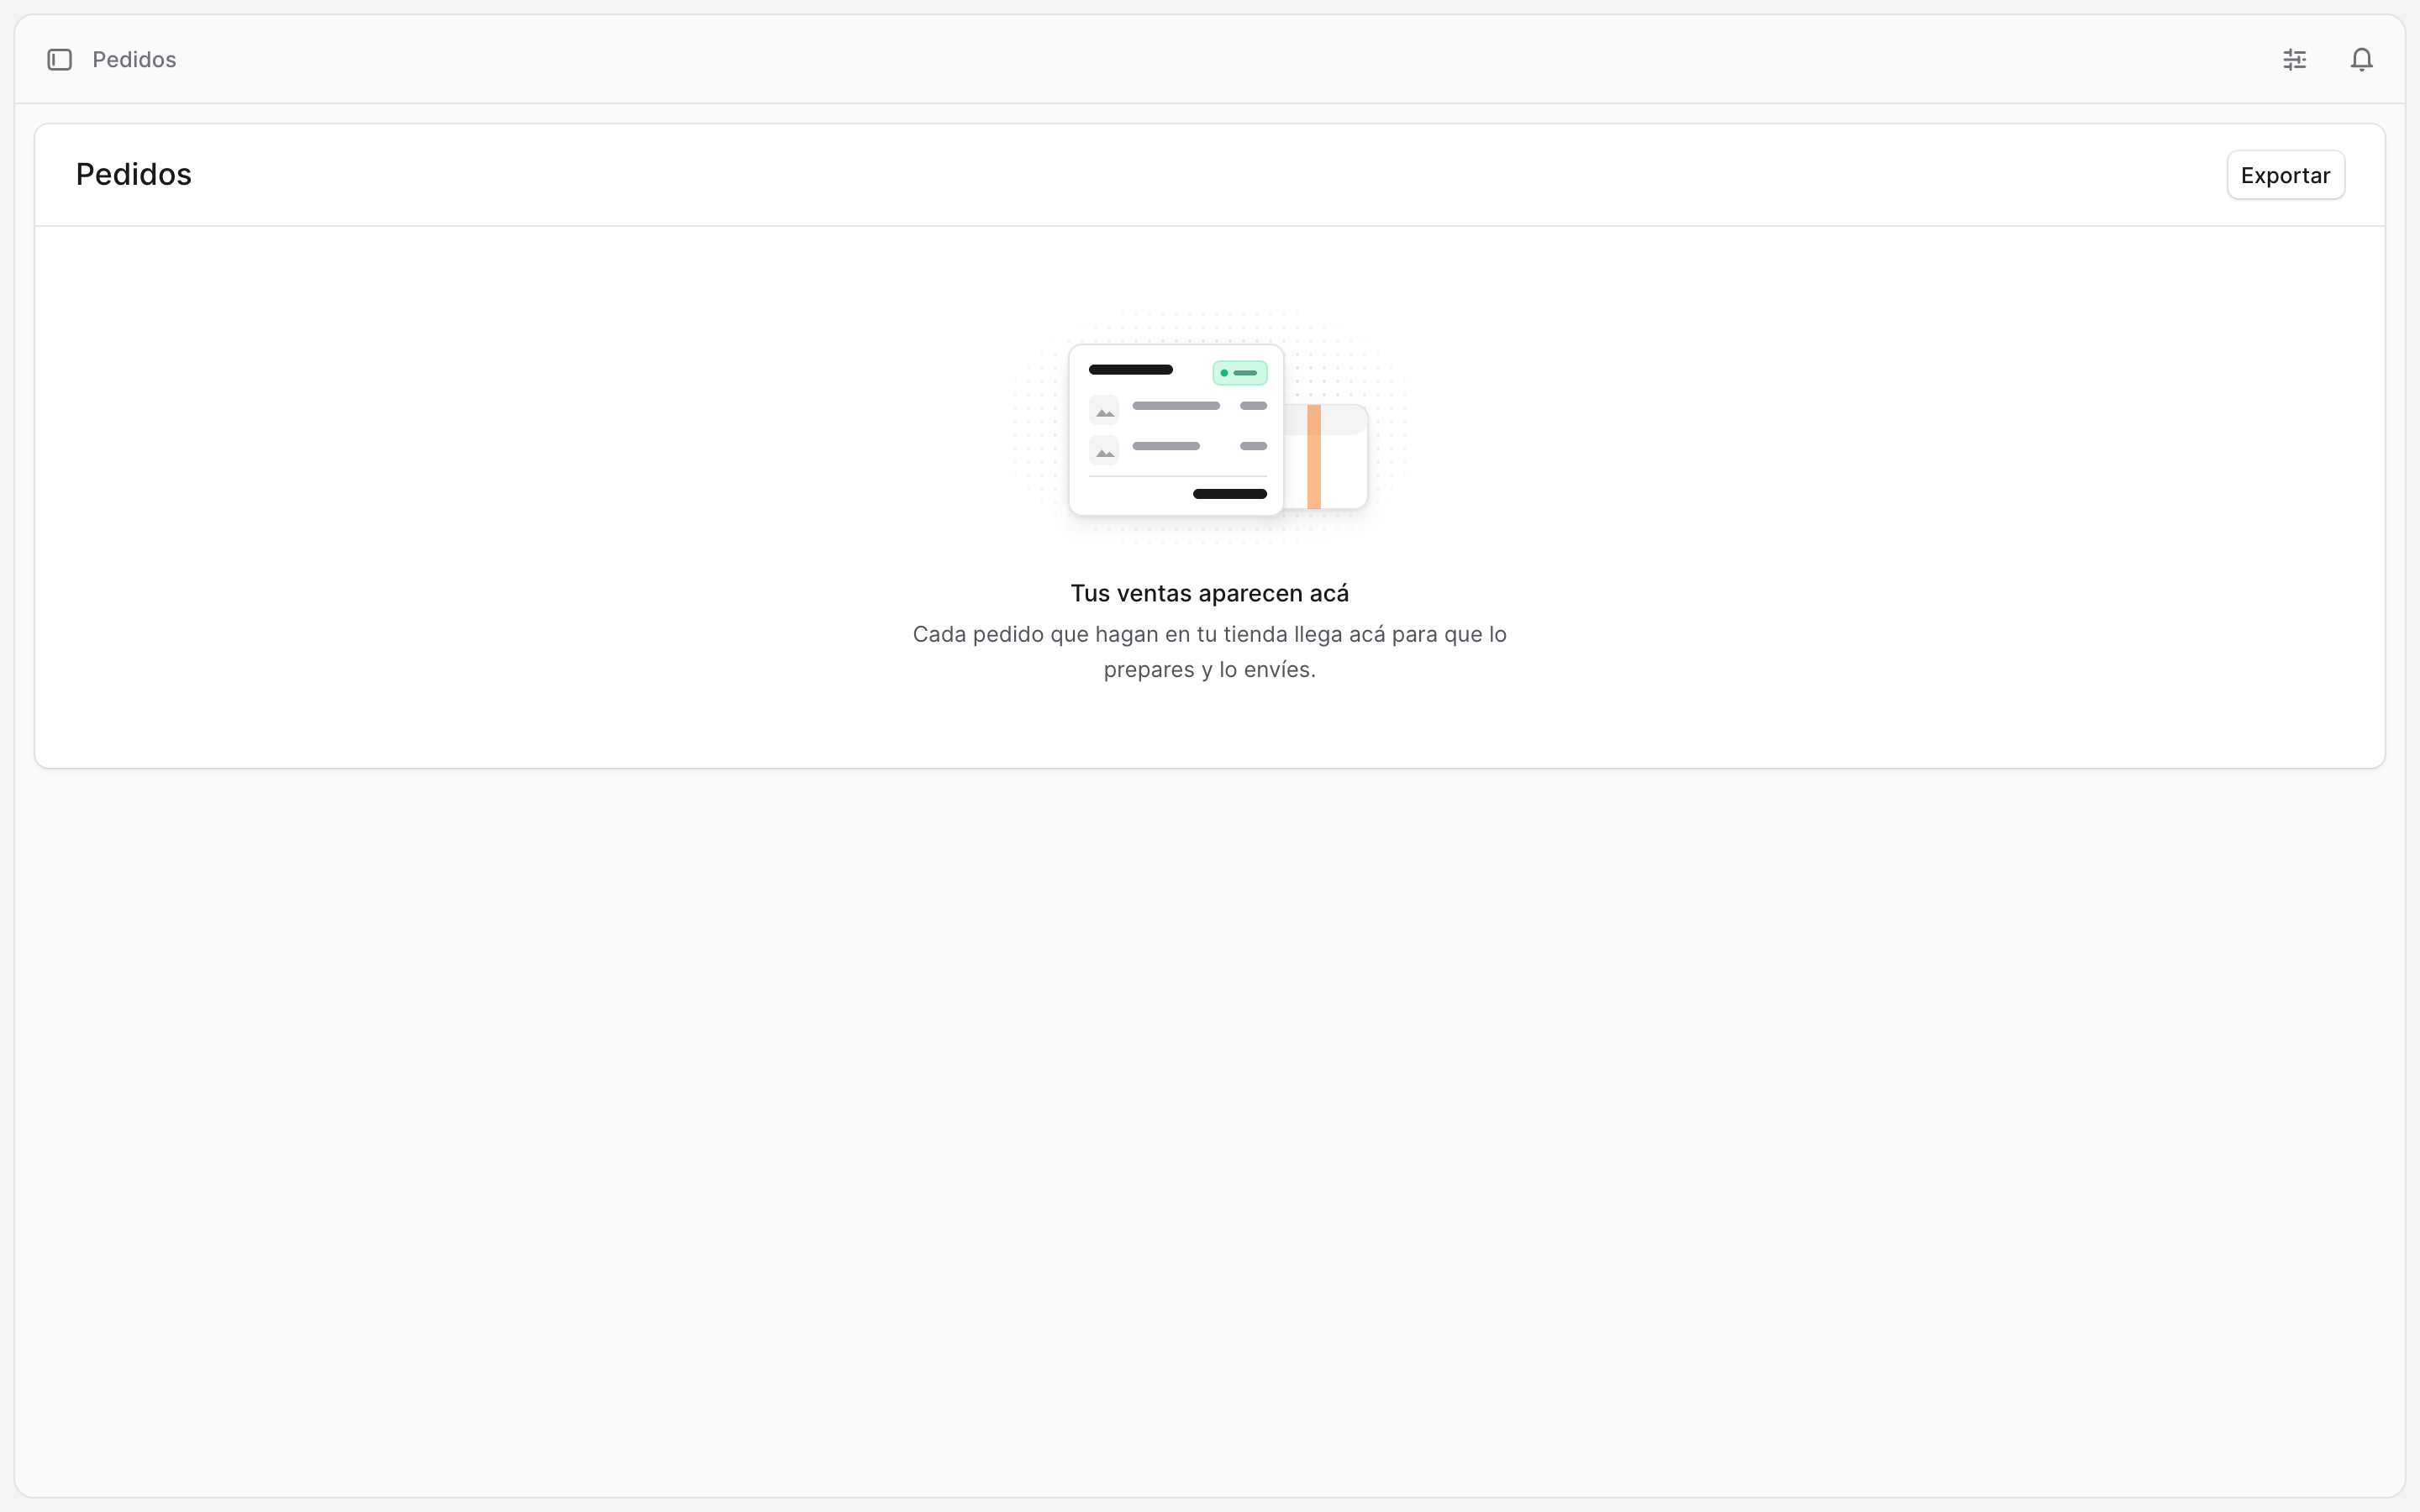 Pedidos
Pedidos
Exportar
Tus ventas aparecen acá
Cada pedido que hagan en tu tienda llega acá para que lo
prepares y lo envíes.